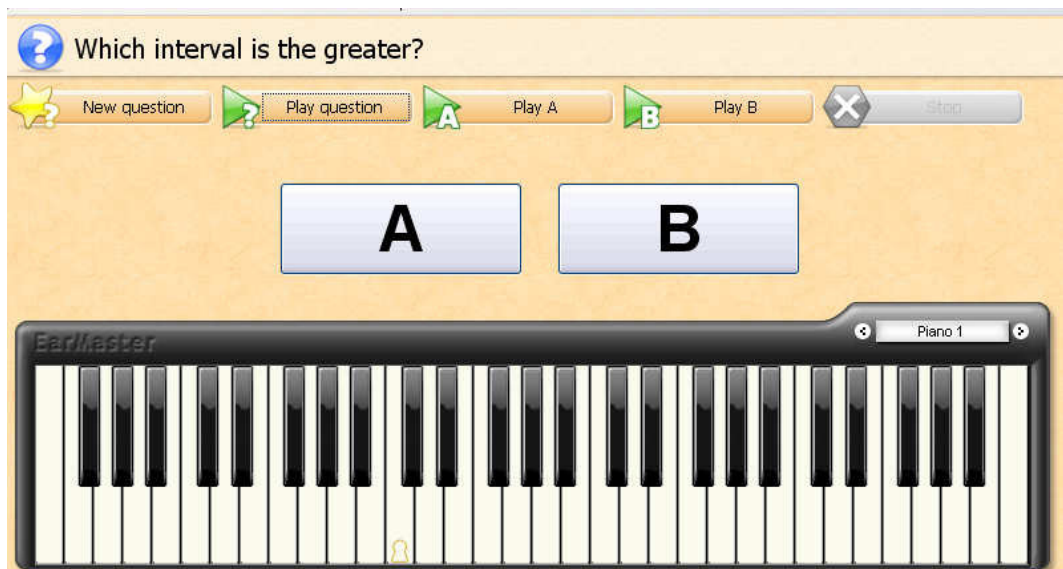 Which interval is the greater?
New question
Play question
Play A
Play B
Stop
A
B
EarMaster
Piano 1